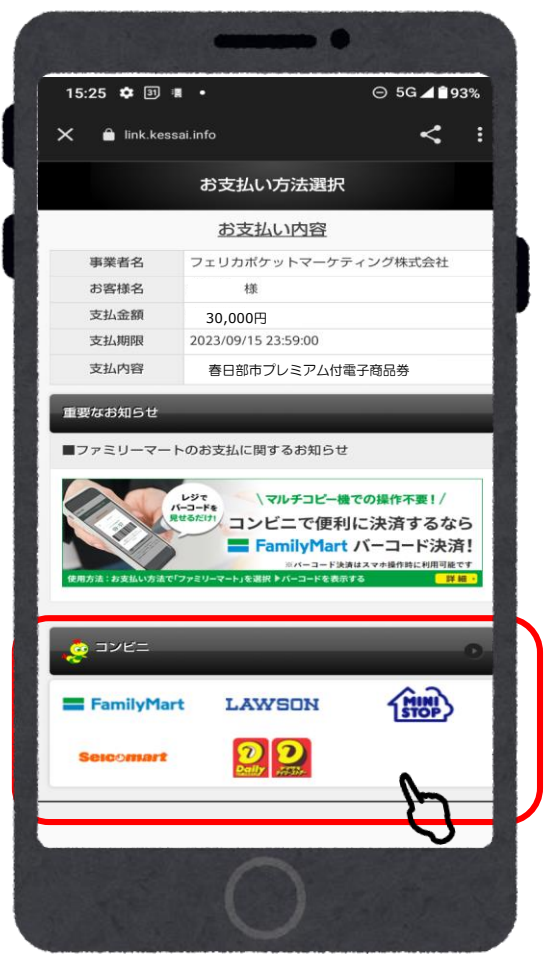 15:25 31 5G 93%
link.kessai.info
お支払い方法選択
お支払い内容
事業者名 フェリカポケットマーケティング株式会社
お客様名 様
支払金額 30,000円
支払期限 2023/09/15 23:59:00
支払内容 春日部市プレミアム付電子商品券
重要なお知らせ
■ファミリーマートのお支払に関するお知らせ
レジで
バーコードを
見せるだけ!
\マルチコピー機での操作不要!/
コンビニで便利に決済するなら
FamilyMart バーコード決済!
※バーコード決済はスマホ操作時に利用可能です
使用方法:お支払い方法で「ファミリーマート」を選択▶バーコードを表示する 詳細
コンビニ
FamilyMart LAWSON MINI STOP
Seicomart Daily